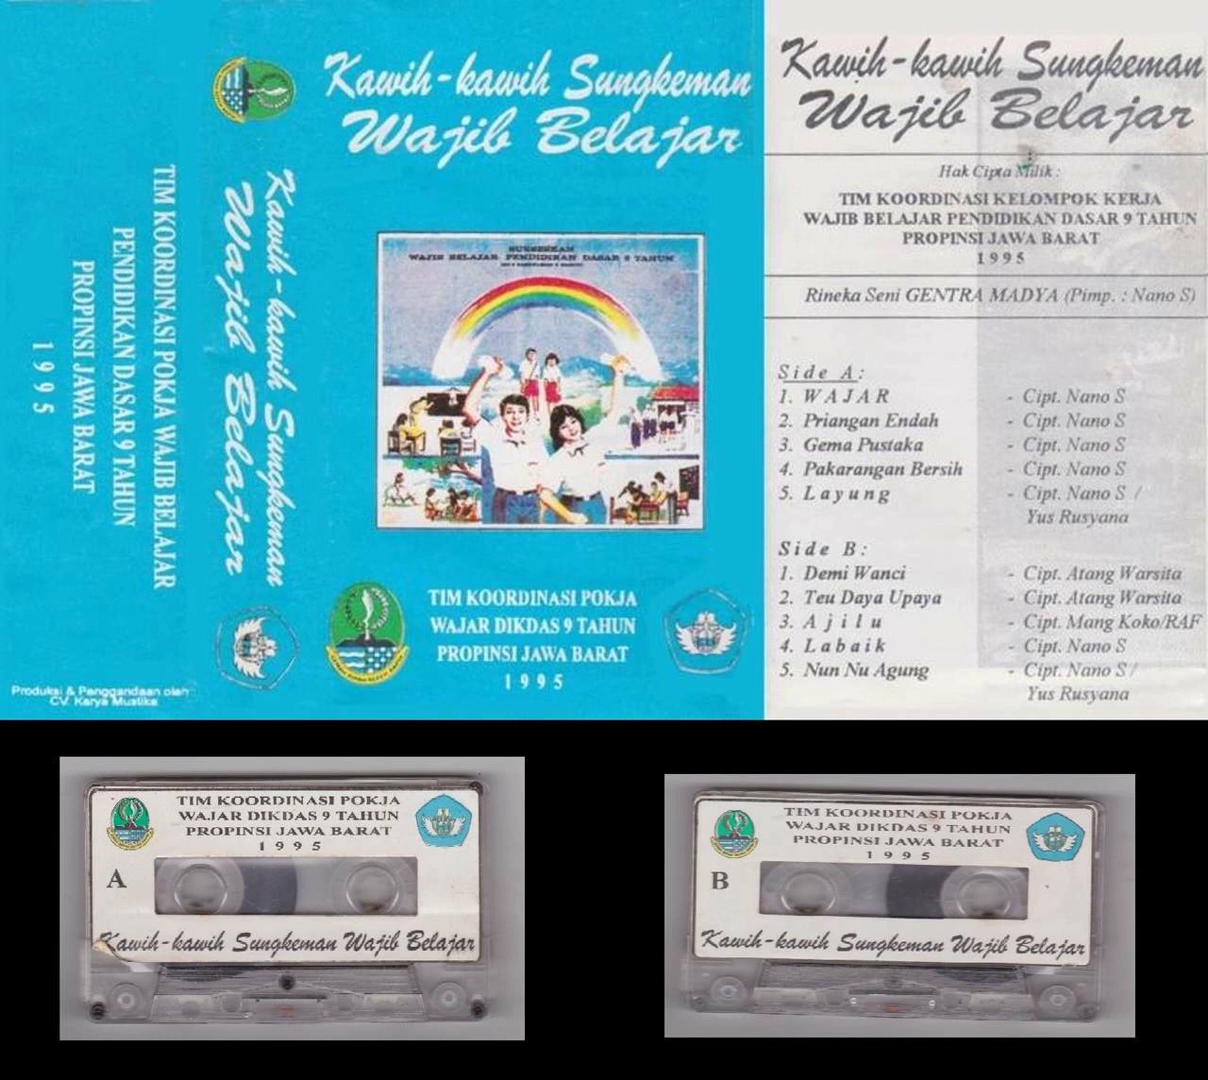 Kawih-kawih Sungkeman
Wajib Belajar
TIM KOORDINASI POKJA WAJIB BELAJAR
PENDIDIKAN DASAR 9 TAHUN
PROPINSI JAWA BARAT
1995
Produksi & Penggandaan oleh :
CV. Karya Mustika
Kawih-kawih Sungkeman
Wajib Belajar
WAJIB BELAJAR PENDIDIKAN DASAR 9 TAHUN
TIM KOORDINASI POKJA
WAJAR DIKDAS 9 TAHUN
PROPINSI JAWA BARAT
1995
Kawih-kawih Sungkeman
Wajib Belajar
Hak Cipta Milik :
TIM KOORDINASI KELOMPOK KERJA
WAJIB BELAJAR PENDIDIKAN DASAR 9 TAHUN
PROPINSI JAWA BARAT
1995
Rineka Seni GENTRA MADYA (Pimp. : Nano S)
Side A:
1. WAJAR - Cipt. Nano S
2. Priangan Endah - Cipt. Nano S
3. Gema Pustaka - Cipt. Nano S
4. Pakarangan Bersih - Cipt. Nano S
5. Layung - Cipt. Nano S /
Yus Rusyana
Side B:
1. Demi Wanci - Cipt. Atang Warsita
2. Teu Daya Upaya - Cipt. Atang Warsita
3. Ajilu - Cipt. Mang Koko/RAF
4. Labaik - Cipt. Nano S
5. Nun Nu Agung - Cipt. Nano S /
Yus Rusyana
TIM KOORDINASI POKJA
WAJAR DIKDAS 9 TAHUN
PROPINSI JAWA BARAT
1995
A
Kawih-kawih Sungkeman Wajib Belajar
TIM KOORDINASI POKJA
WAJAR DIKDAS 9 TAHUN
PROPINSI JAWA BARAT
1995
B
Kawih-kawih Sungkeman Wajib Belajar